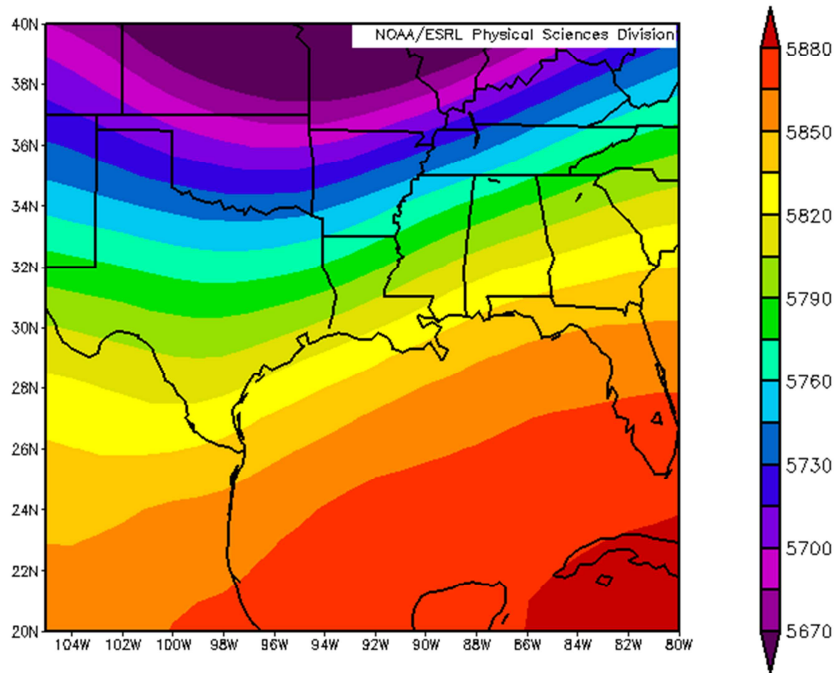 NOAA/ESRL Physical Sciences Division
40N
38N
36N
34N
32N
30N
28N
26N
24N
22N
20N
104W 102W 100W 98W 96W 94W 92W 90W 88W 86W 84W 82W 80W
5880
5850
5820
5790
5760
5730
5700
5670